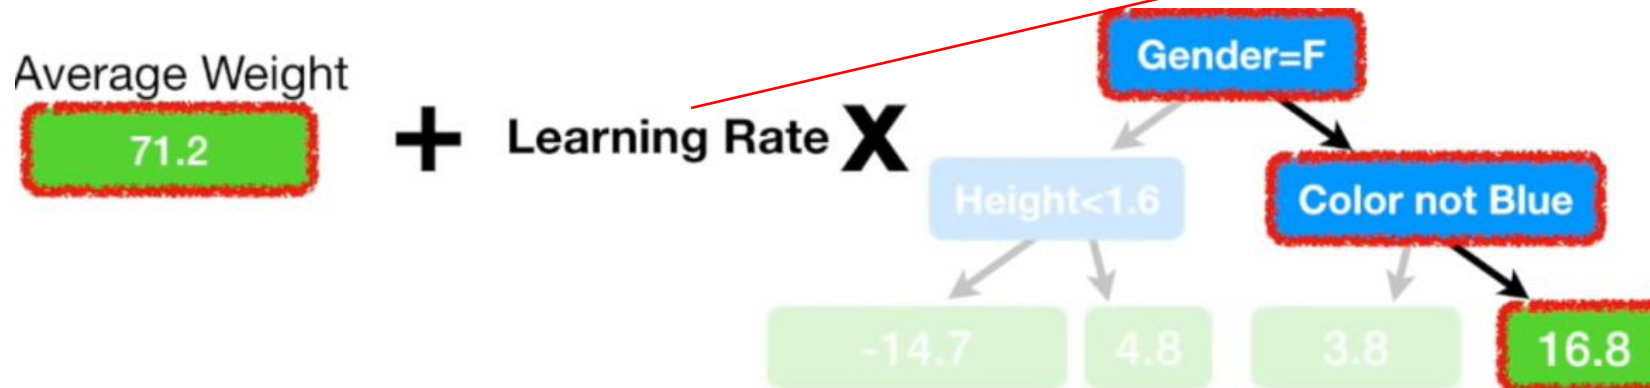 Average Weight
71.2
+
Learning Rate X
Gender=F
Height<1.6
Color not Blue
-14.7
4.8
3.8
16.8